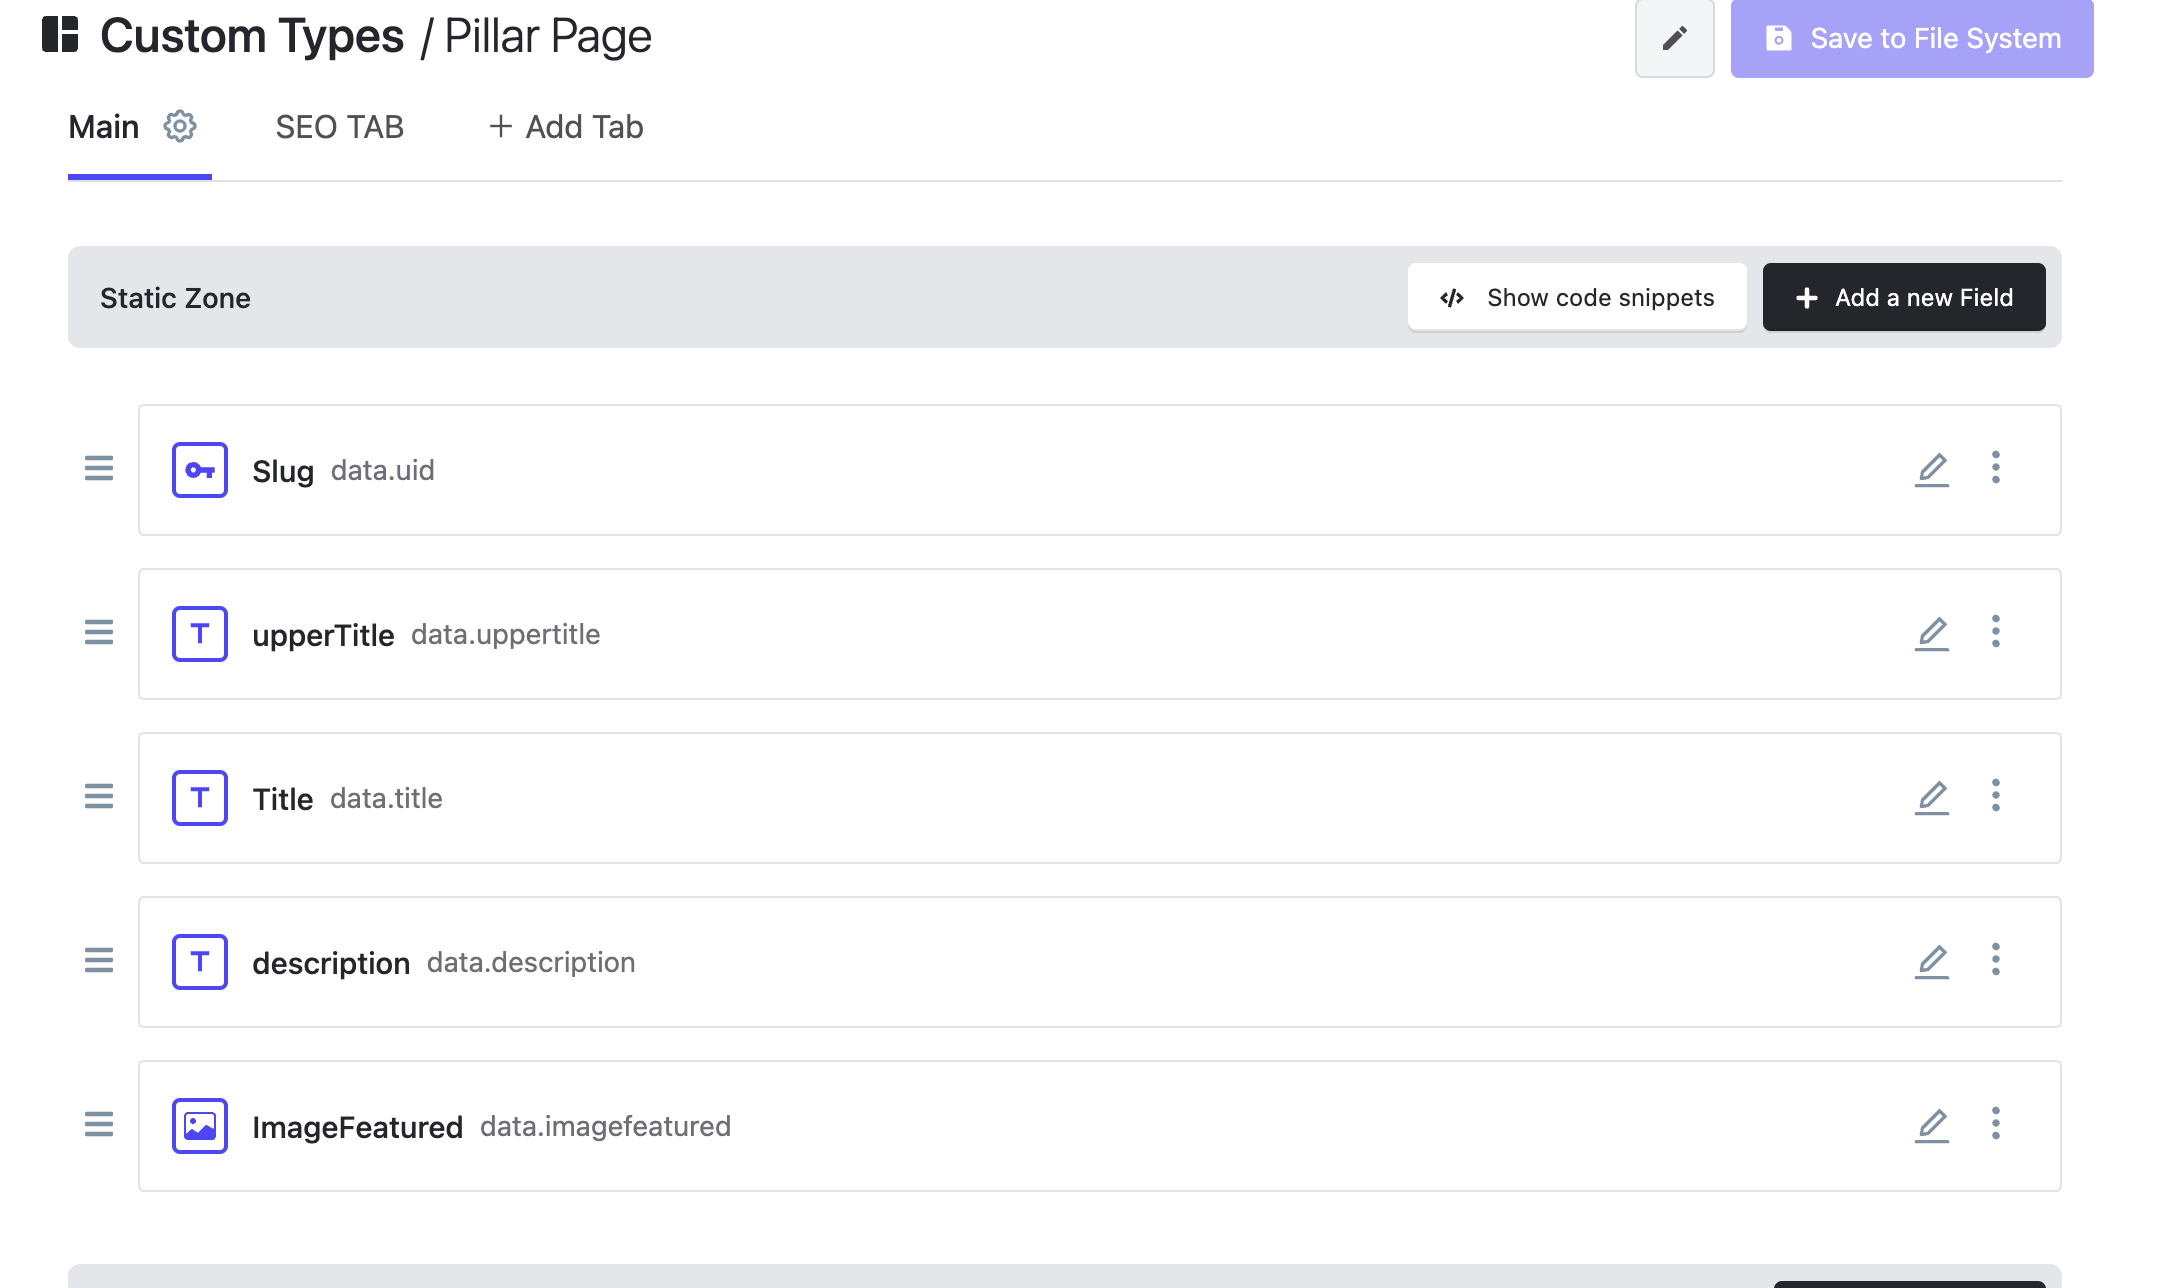 Custom Types / Pillar Page
Save to File System
Main
SEO TAB
+ Add Tab
Static Zone
</> Show code snippets
+ Add a new Field
Slug data.uid
T upperTitle data.uppertitle
T Title data.title
T description data.description
ImageFeatured data.imagefeatured